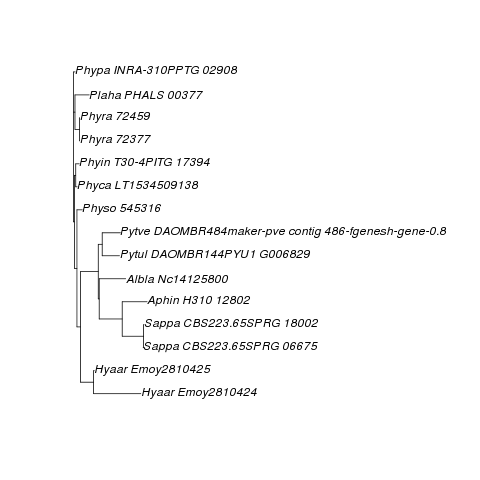 Phypa INRA-310PPTG 02908
Plaha PHALS 00377
Phyra 72459
Phyra 72377
Phyin T30-4PITG 17394
Phyca LT1534509138
Physo 545316
Pytve DAOMBR484maker-pve contig 486-fgenesh-gene-0.8
Pytul DAOMBR144PYU1 G006829
Albla Nc14125800
Aphin H310 12802
Sappa CBS223.65SPRG 18002
Sappa CBS223.65SPRG 06675
Hyaar Emoy2810425
Hyaar Emoy2810424